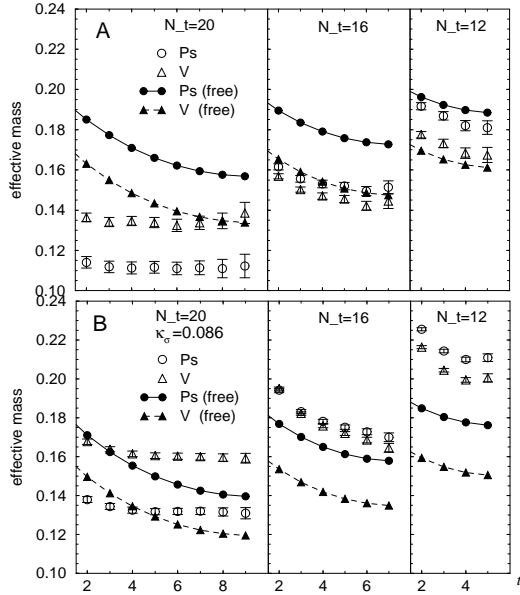 0.24
0.22
0.20
0.18
0.16
0.14
0.12
0.10
effective mass
A
N_t=20
N_t=16
N_t=12
Ps
V
Ps (free)
V (free)
0.24
0.22
0.20
0.18
0.16
0.14
0.12
0.10
effective mass
B
N_t=20
κσ=0.086
N_t=16
N_t=12
Ps
V
Ps (free)
V (free)
2 4 6 8 2 4 6 2 4 t